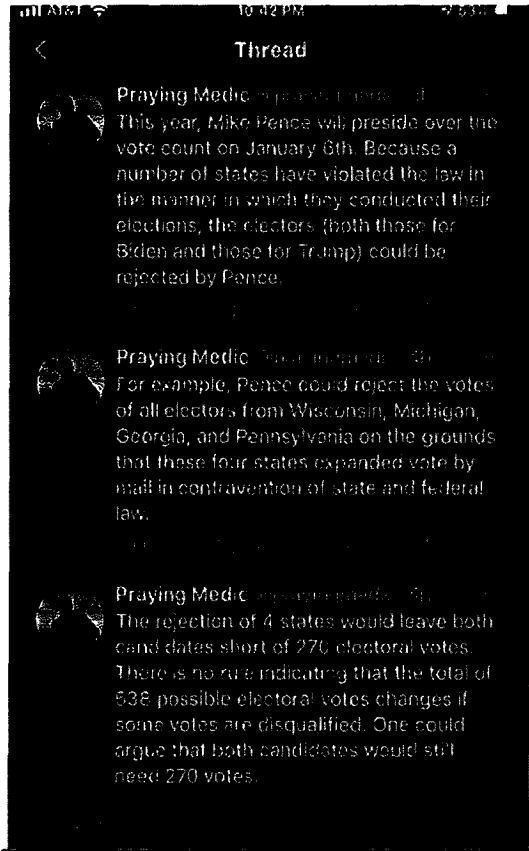 AT&T
10:42 PM
Thread
Praying Medic
This year, Mike Pence will preside over the
vote count on January 6th. Because a
number of states have violated the law in
the manner in which they conducted their
elections, the electors (both those for
Biden and those for Trump) could be
rejected by Pence.
Praying Medic
For example, Pence could reject the votes
of all electors from Wisconsin, Michigan,
Georgia, and Pennsylvania on the grounds
that these four states expanded vote by
mail in contravention of state and federal
law.
Praying Medic
The rejection of 4 states would leave both
candidates short of 270 electoral votes.
There is no rule indicating that the total of
538 possible electoral votes changes if
some votes are disqualified. One could
argue that both candidates would still
need 270 votes.